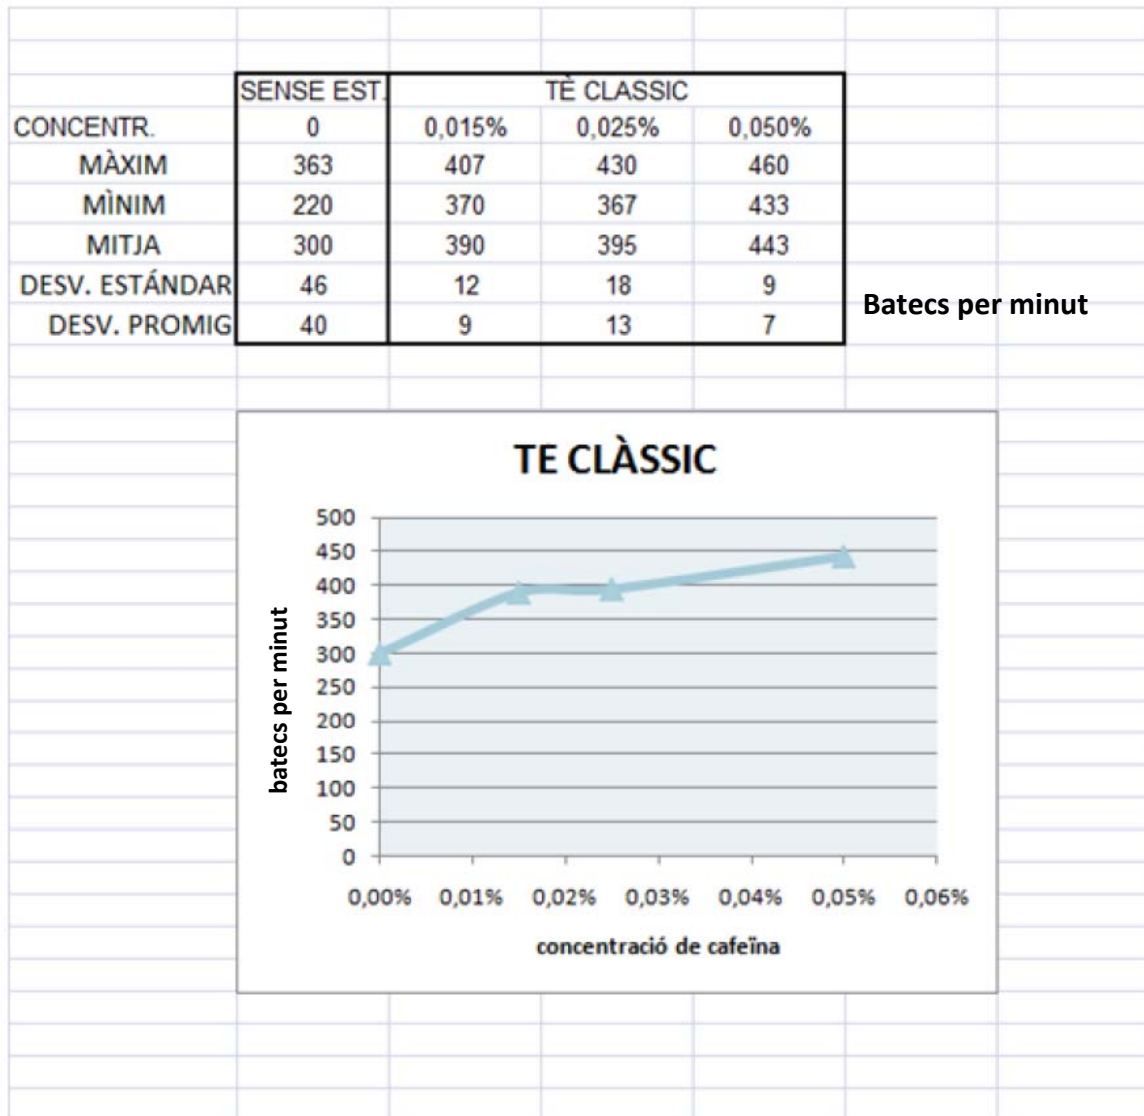 SENSE EST. TÈ CLASSIC
CONCENTR. 0 0,015% 0,025% 0,050%
MÀXIM 363 407 430 460
MÌNIM 220 370 367 433
MITJA 300 390 395 443
DESV. ESTÁNDAR 46 12 18 9
DESV. PROMIG 40 9 13 7
Batecs per minut
TE CLÀSSIC
500
450
400
350
300
250
200
150
100
50
0
batecs per minut
0,00% 0,01% 0,02% 0,03% 0,04% 0,05% 0,06%
concentració de cafeïna